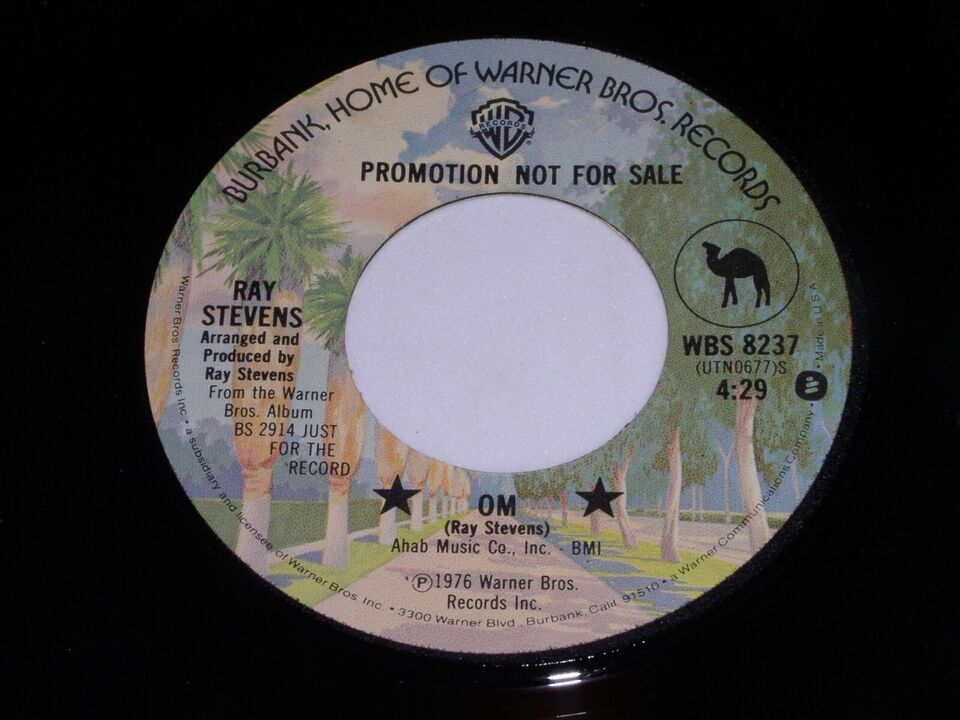 BURBANK, HOME OF WARNER BROS. RECORDS
WB
RECORDS
PROMOTION NOT FOR SALE
RAY
STEVENS
Arranged and
Produced by
Ray Stevens
From the Warner
Bros. Album
BS 2914 JUST
FOR THE
RECORD
WBS 8237
(UTN0677)S
4:29
★ OM ★
(Ray Stevens)
Ahab Music Co., Inc. - BMI
Ⓟ1976 Warner Bros.
Records Inc.
Warner Bros. Records Inc. • a subsidiary and licensee of Warner Bros. Inc. • 3300 Warner Blvd., Burbank, Calif. 91510 • a Warner Communications Company • Made in U.S.A.